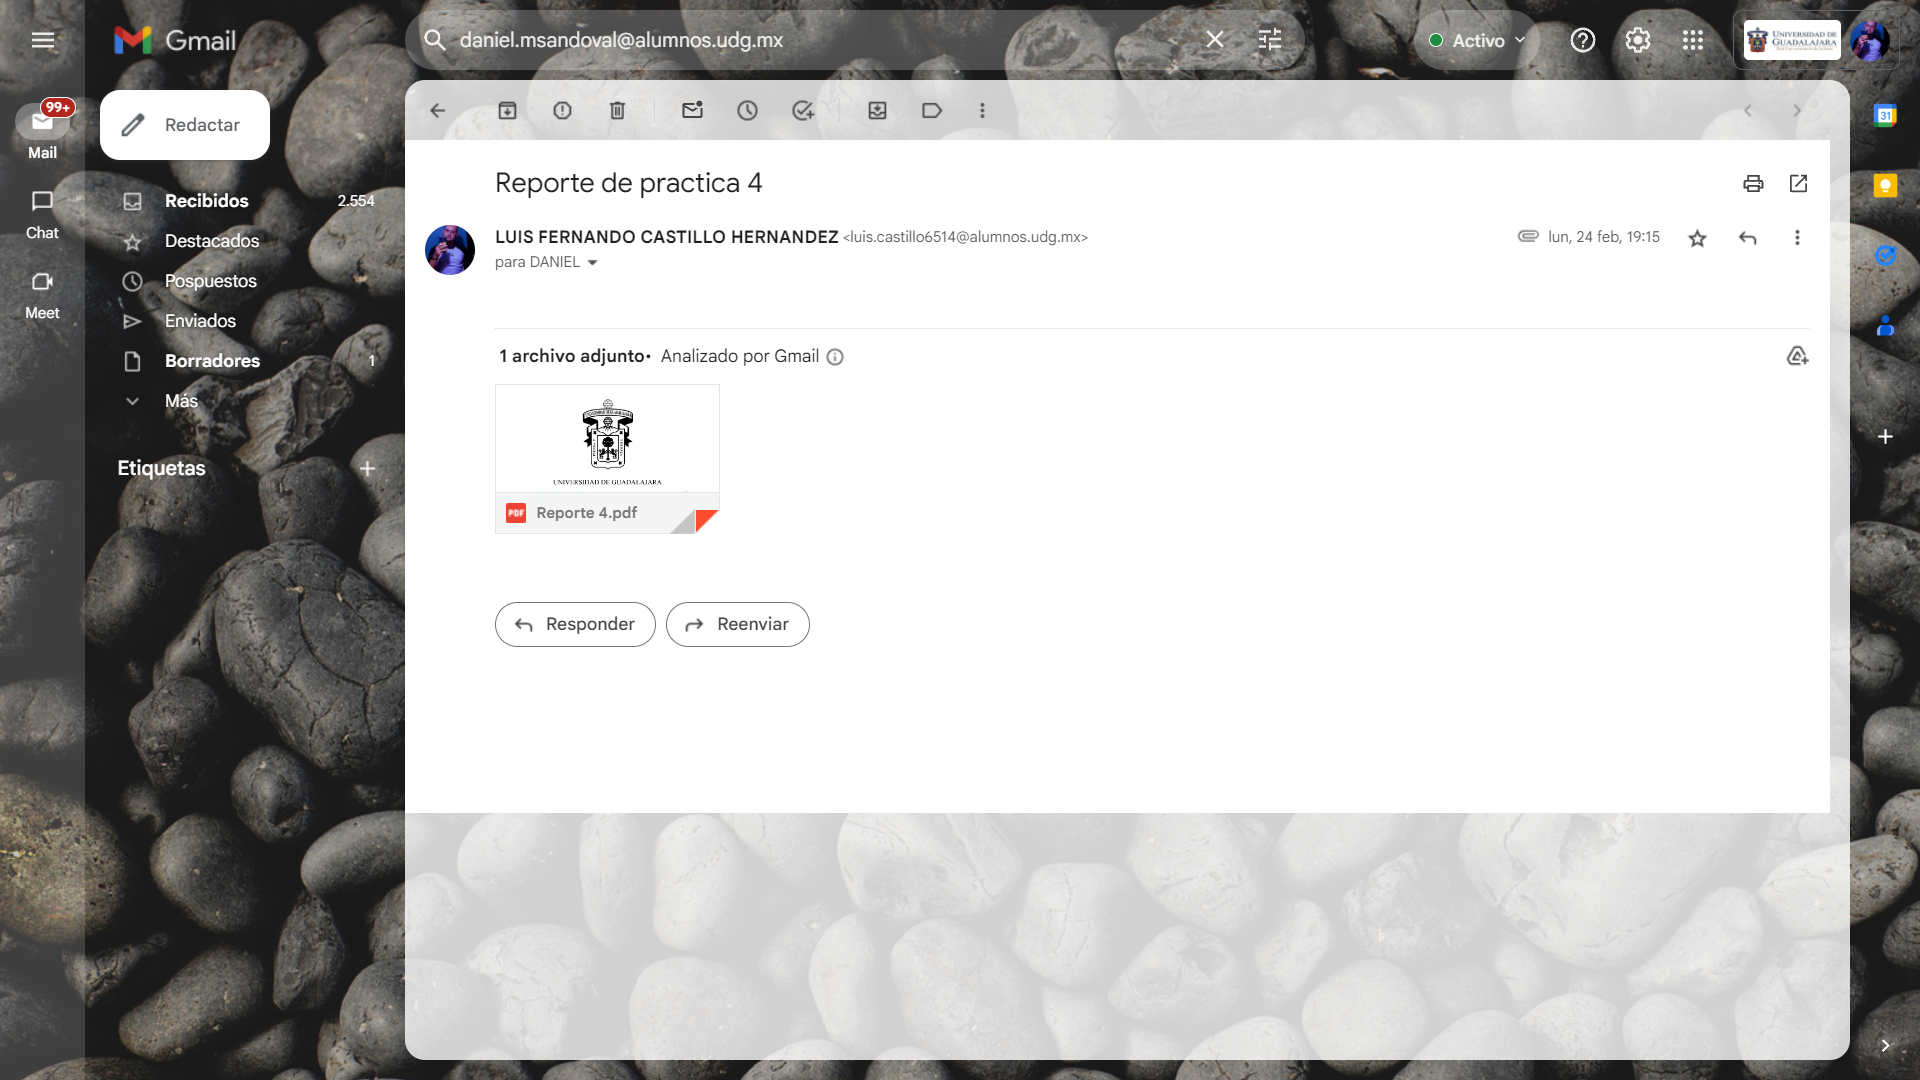 Gmail
daniel.msandoval@alumnos.udg.mx
Activo
UNIVERSIDAD DE
GUADALAJARA
99+
Mail
Chat
Meet
Redactar
Recibidos 2.554
Destacados
Pospuestos
Enviados
Borradores 1
Más
Etiquetas
Reporte de practica 4
LUIS FERNANDO CASTILLO HERNANDEZ <luis.castillo6514@alumnos.udg.mx>
lun, 24 feb, 19:15
para DANIEL
1 archivo adjunto • Analizado por Gmail
UNIVERSIDAD DE GUADALAJARA
PDF Reporte 4.pdf
Responder
Reenviar
31